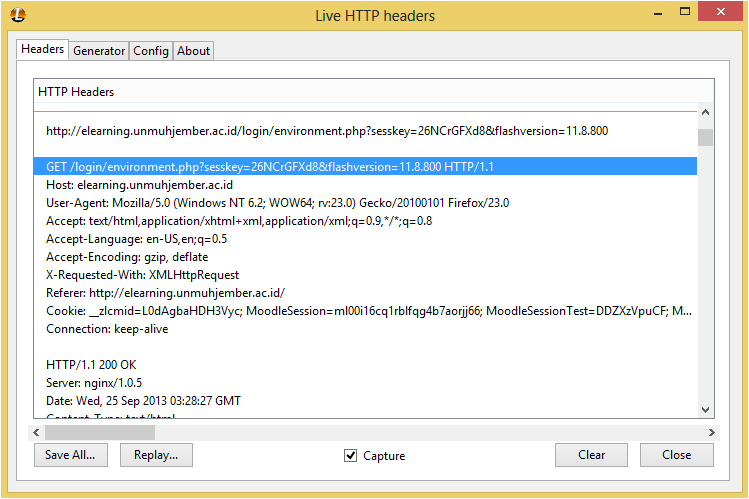 Live HTTP headers
Headers Generator Config About
HTTP Headers
http://elearning.unmuhjember.ac.id/login/environment.php?sesskey=26NCrGFXd8&flashversion=11.8.800
GET /login/environment.php?sesskey=26NCrGFXd8&flashversion=11.8.800 HTTP/1.1
Host: elearning.unmuhjember.ac.id
User-Agent: Mozilla/5.0 (Windows NT 6.2; WOW64; rv:23.0) Gecko/20100101 Firefox/23.0
Accept: text/html,application/xhtml+xml,application/xml;q=0.9,*/*;q=0.8
Accept-Language: en-US,en;q=0.5
Accept-Encoding: gzip, deflate
X-Requested-With: XMLHttpRequest
Referer: http://elearning.unmuhjember.ac.id/
Cookie: __zlcmid=L0dAgbaHDH3Vyc; MoodleSession=ml00i16cq1rblfqg4b7aorjj66; MoodleSessionTest=DDZXzVpuCF; M...
Connection: keep-alive
HTTP/1.1 200 OK
Server: nginx/1.0.5
Date: Wed, 25 Sep 2013 03:28:27 GMT
Content-Type: text/html
Save All... Replay... Capture Clear Close